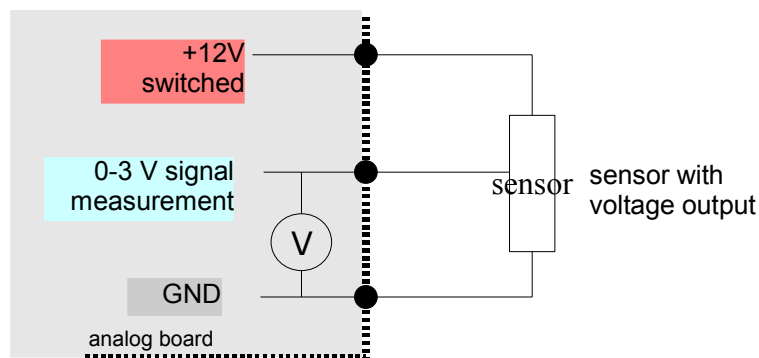 +12V
switched
0-3 V signal
measurement
V
GND
analog board
sensor
sensor with
voltage output